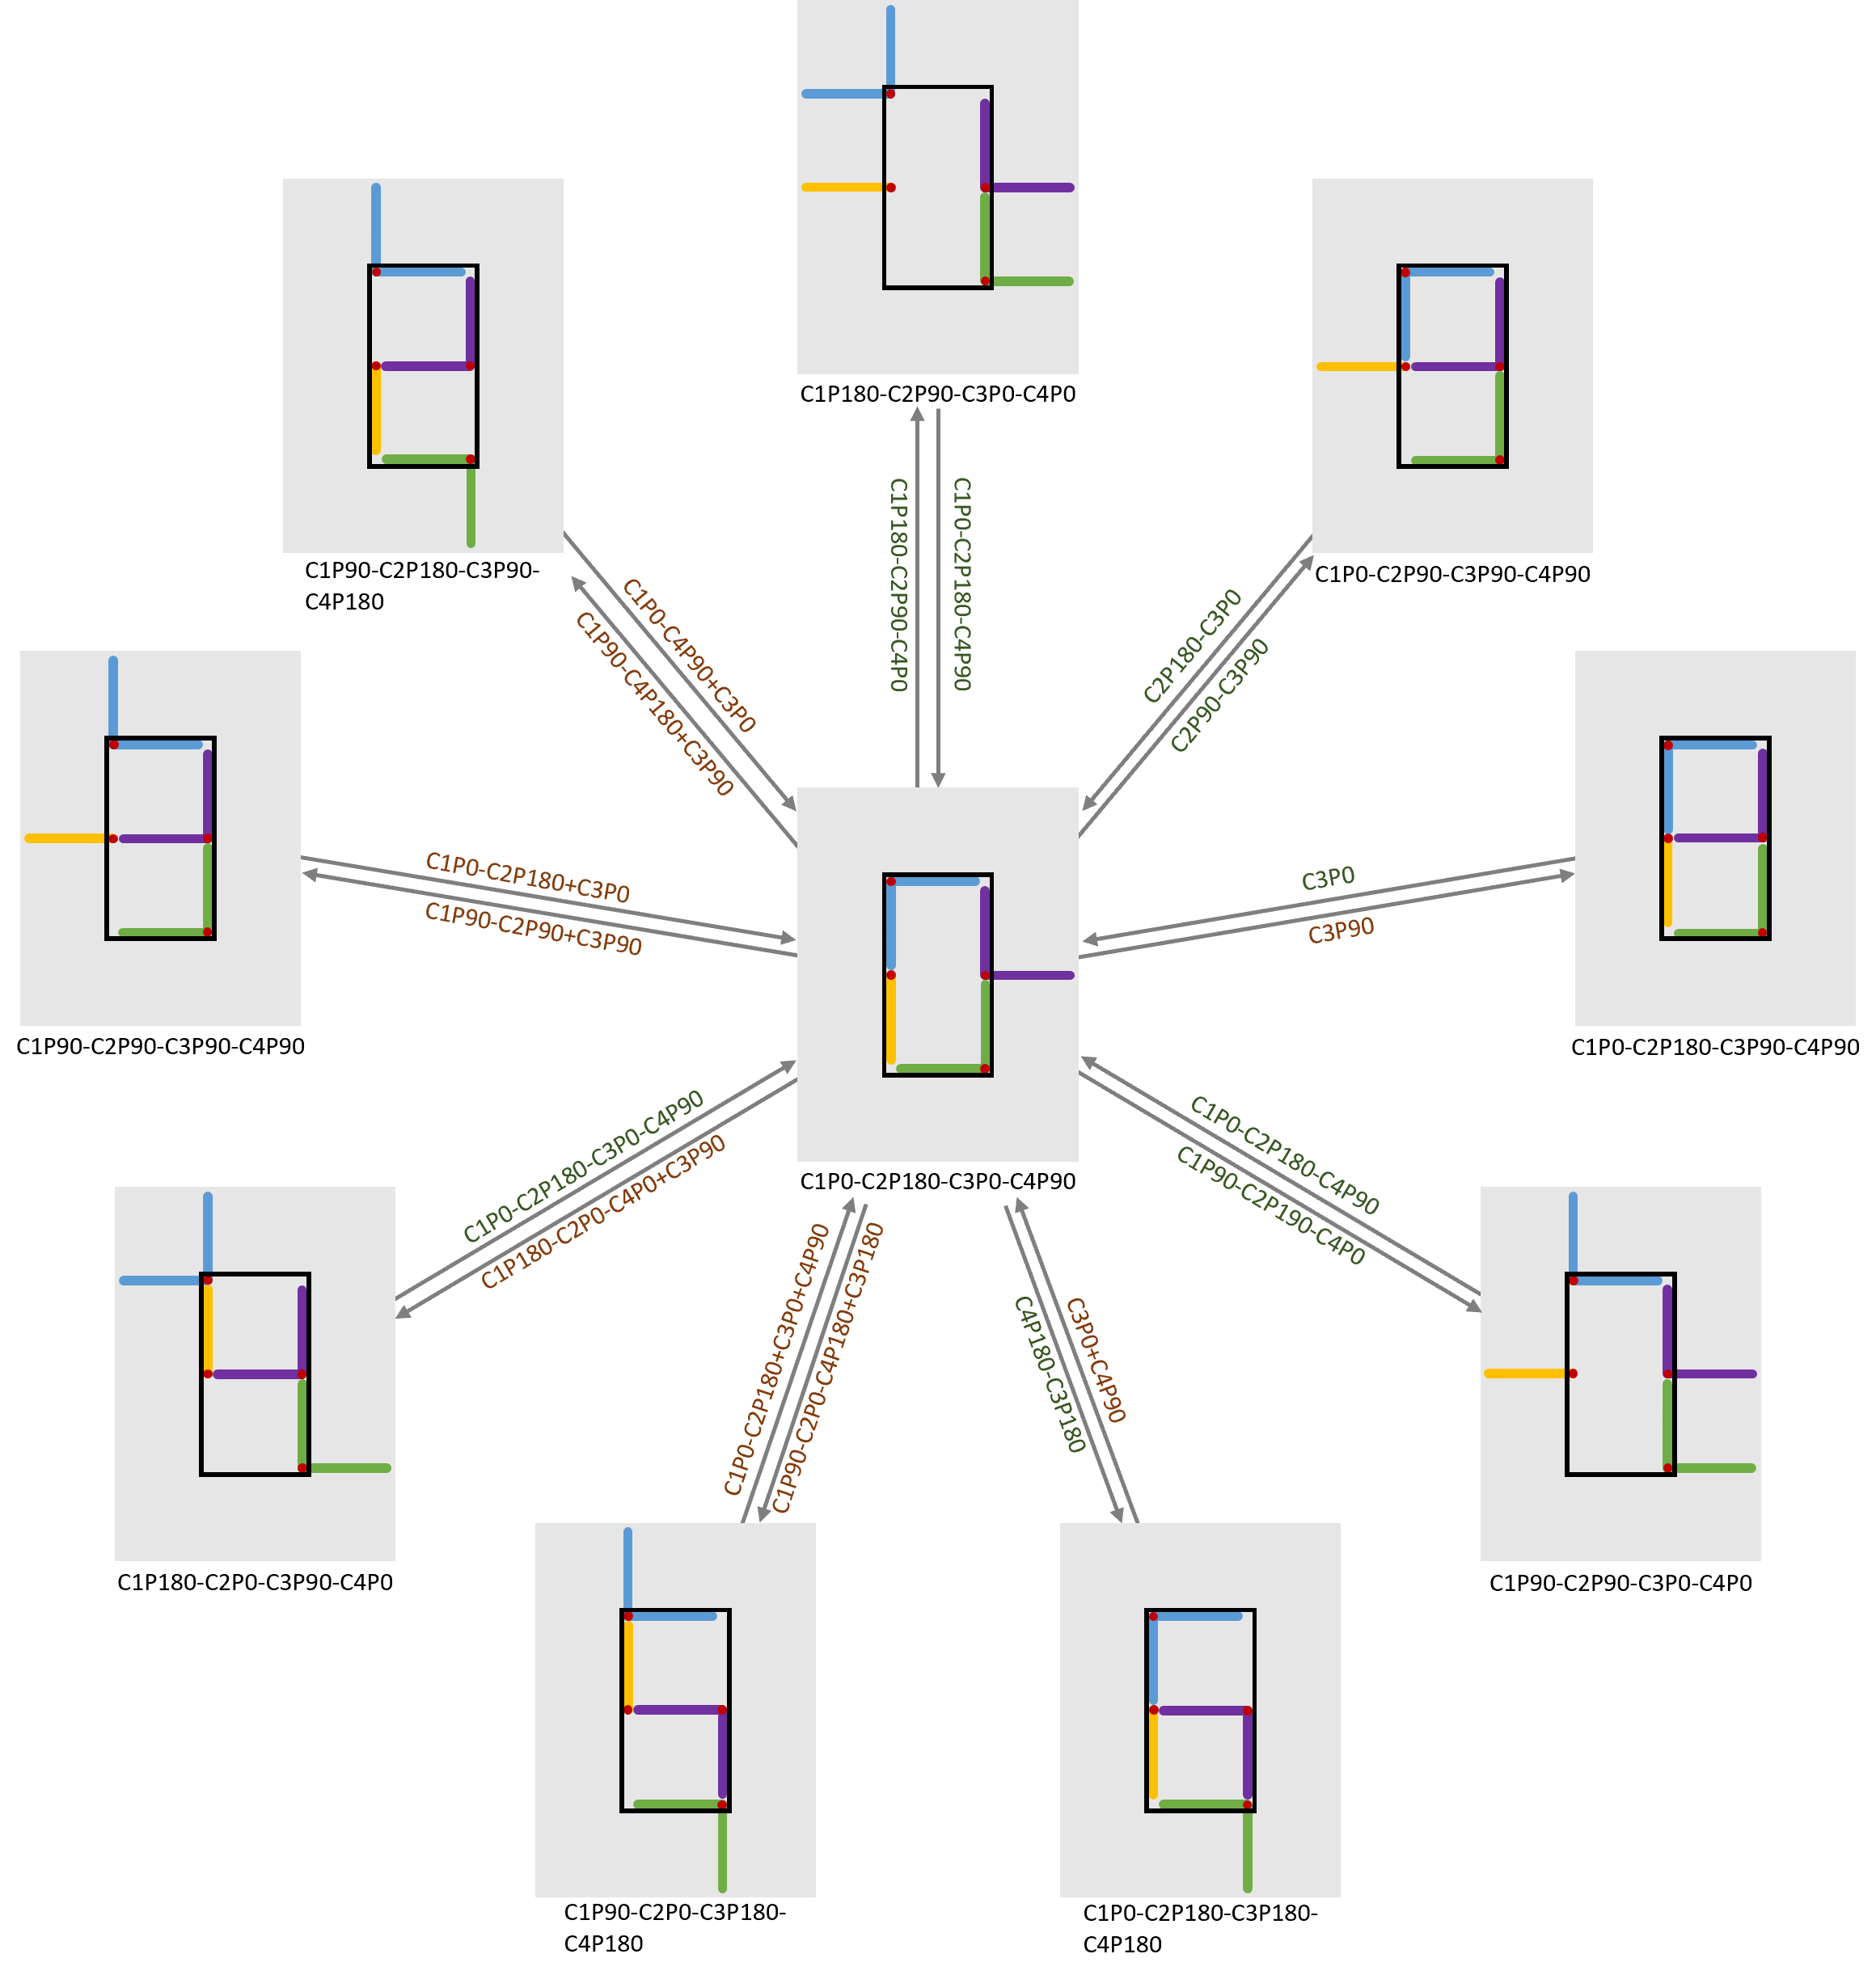 C1P180-C2P90-C3P0-C4P0
C1P90-C2P180-C3P90-
C4P180
C1P0-C2P90-C3P90-C4P90
C1P180-C2P90-C4P0
C1P0-C2P180-C4P90
C1P0-C4P90+C3P0
C1P90-C4P180+C3P90
C2P180-C3P0
C2P90-C3P90
C1P0-C2P180+C3P0
C1P90-C2P90+C3P90
C3P0
C3P90
C1P90-C2P90-C3P90-C4P90
C1P0-C2P180-C3P90-C4P90
C1P0-C2P180-C3P0-C4P90
C1P0-C2P180-C3P0-C4P90
C1P180-C2P0-C4P0+C3P90
C1P0-C2P180-C4P90
C1P90-C2P190-C4P0
C1P0-C2P180+C3P0+C4P90
C1P90-C2P0-C4P180+C3P180
C3P0+C4P90
C4P180-C3P180
C1P180-C2P0-C3P90-C4P0
C1P90-C2P90-C3P0-C4P0
C1P90-C2P0-C3P180-
C4P180
C1P0-C2P180-C3P180-
C4P180